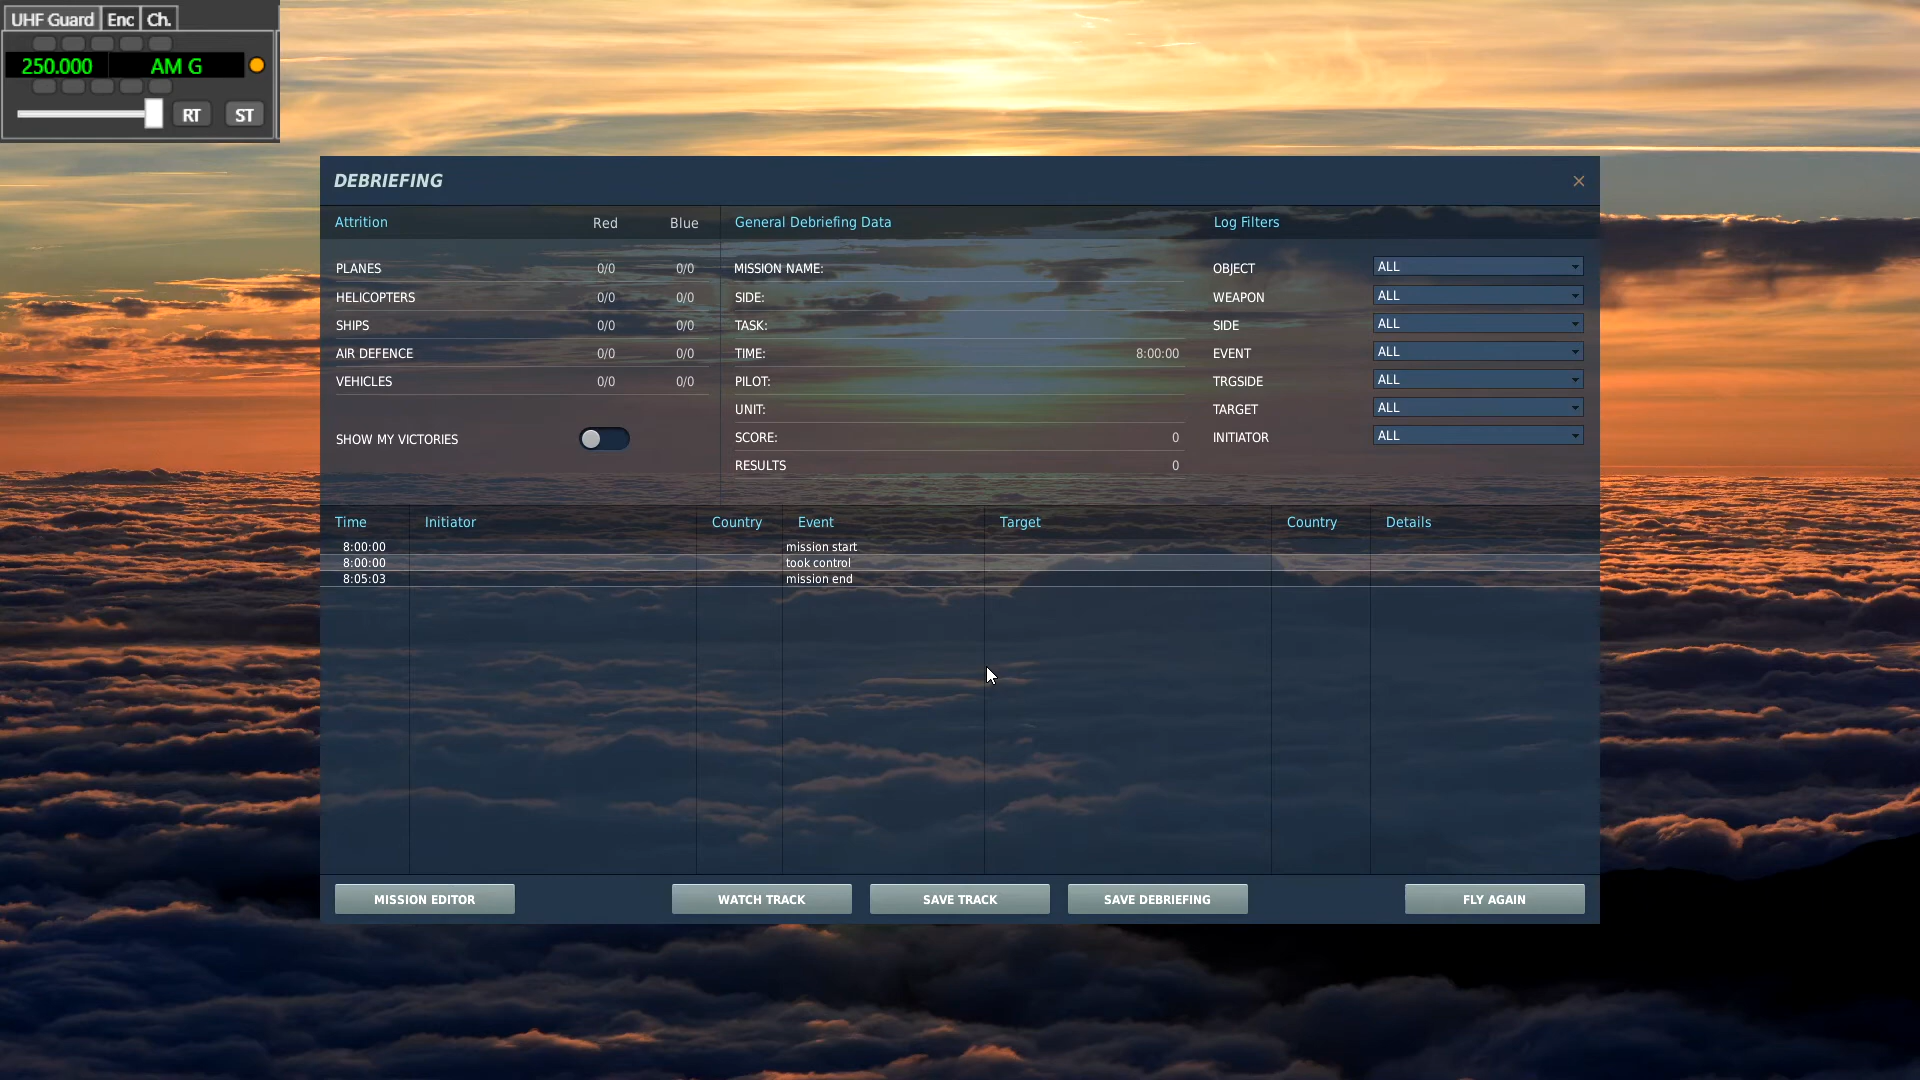 UHF Guard Enc Ch.
250.000 AM G
RT ST
DEBRIEFING
Attrition Red Blue
PLANES 0/0 0/0
HELICOPTERS 0/0 0/0
SHIPS 0/0 0/0
AIR DEFENCE 0/0 0/0
VEHICLES 0/0 0/0
SHOW MY VICTORIES
General Debriefing Data
MISSION NAME:
SIDE:
TASK:
TIME: 8:00:00
PILOT:
UNIT:
SCORE: 0
RESULTS 0
Log Filters
OBJECT ALL
WEAPON ALL
SIDE ALL
EVENT ALL
TRGSIDE ALL
TARGET ALL
INITIATOR ALL
Time Initiator Country Event Target Country Details
8:00:00 mission start
8:00:00 took control
8:05:03 mission end
MISSION EDITOR WATCH TRACK SAVE TRACK SAVE DEBRIEFING FLY AGAIN